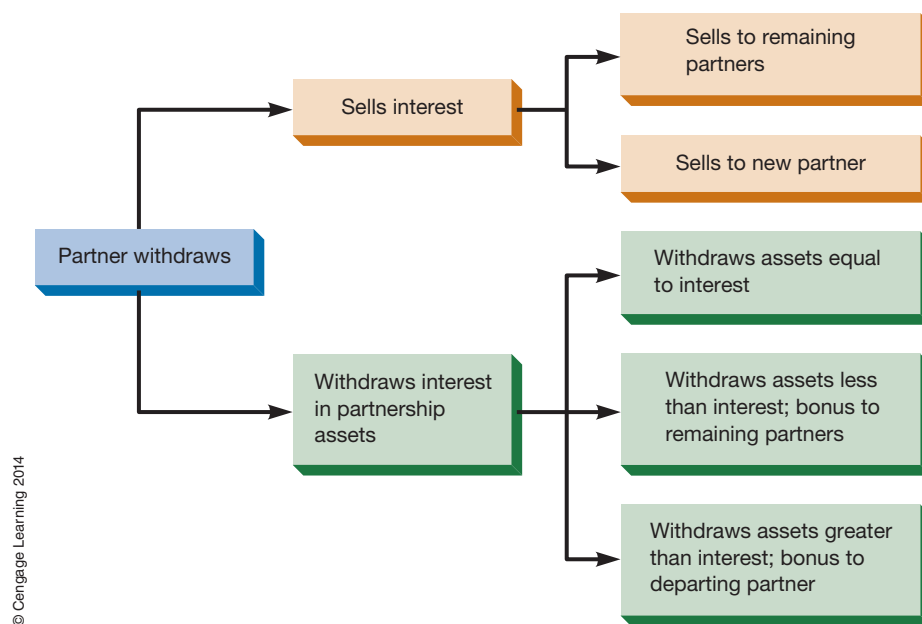 Sells to remaining
partners
Sells interest
Sells to new partner
Partner withdraws
Withdraws assets equal
to interest
Withdraws interest
in partnership
assets
Withdraws assets less
than interest; bonus to
remaining partners
Withdraws assets greater
than interest; bonus to
departing partner
© Cengage Learning 2014